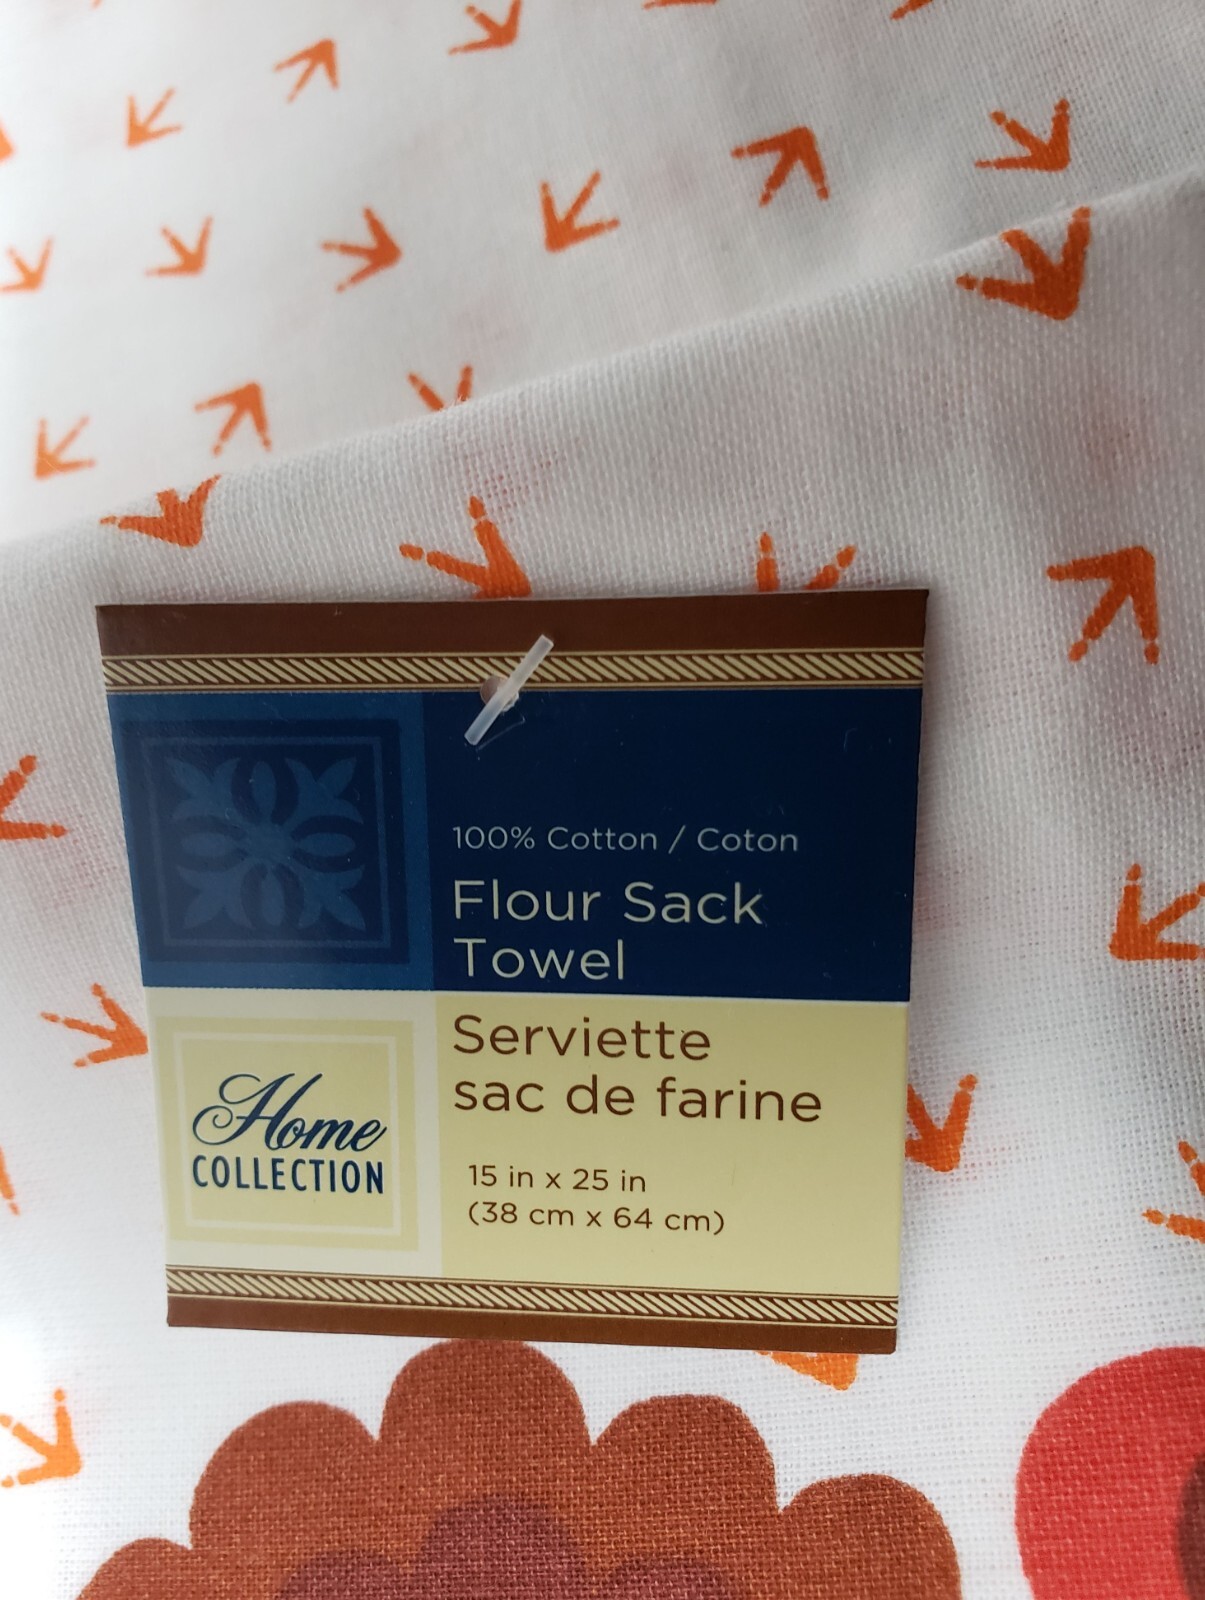 100% Cotton / Coton
Flour Sack
Towel
Serviette
sac de farine
15 in x 25 in
(38 cm x 64 cm)
Home
COLLECTION